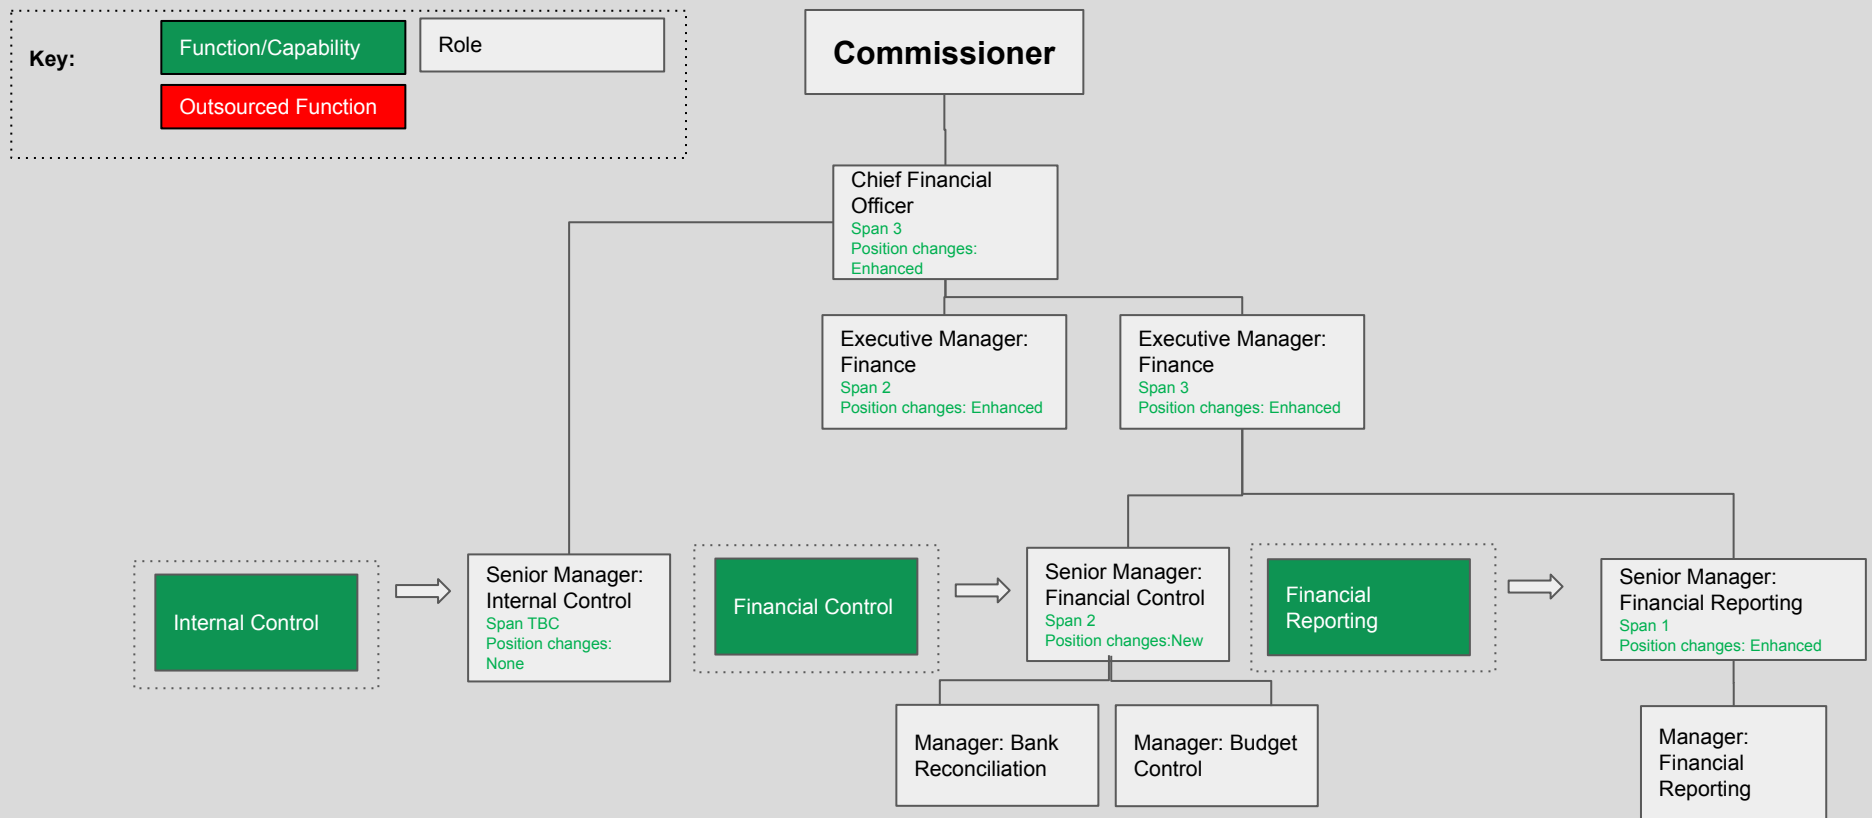 Key:
Function/Capability
Role
Outsourced Function
Commissioner
Chief Financial
Officer
Span 3
Position changes:
Enhanced
Executive Manager:
Finance
Span 2
Position changes: Enhanced
Executive Manager:
Finance
Span 3
Position changes: Enhanced
Internal Control
Senior Manager:
Internal Control
Span TBC
Position changes:
None
Financial Control
Senior Manager:
Financial Control
Span 2
Position changes:New
Financial
Reporting
Senior Manager:
Financial Reporting
Span 1
Position changes: Enhanced
Manager: Bank
Reconciliation
Manager: Budget
Control
Manager:
Financial
Reporting